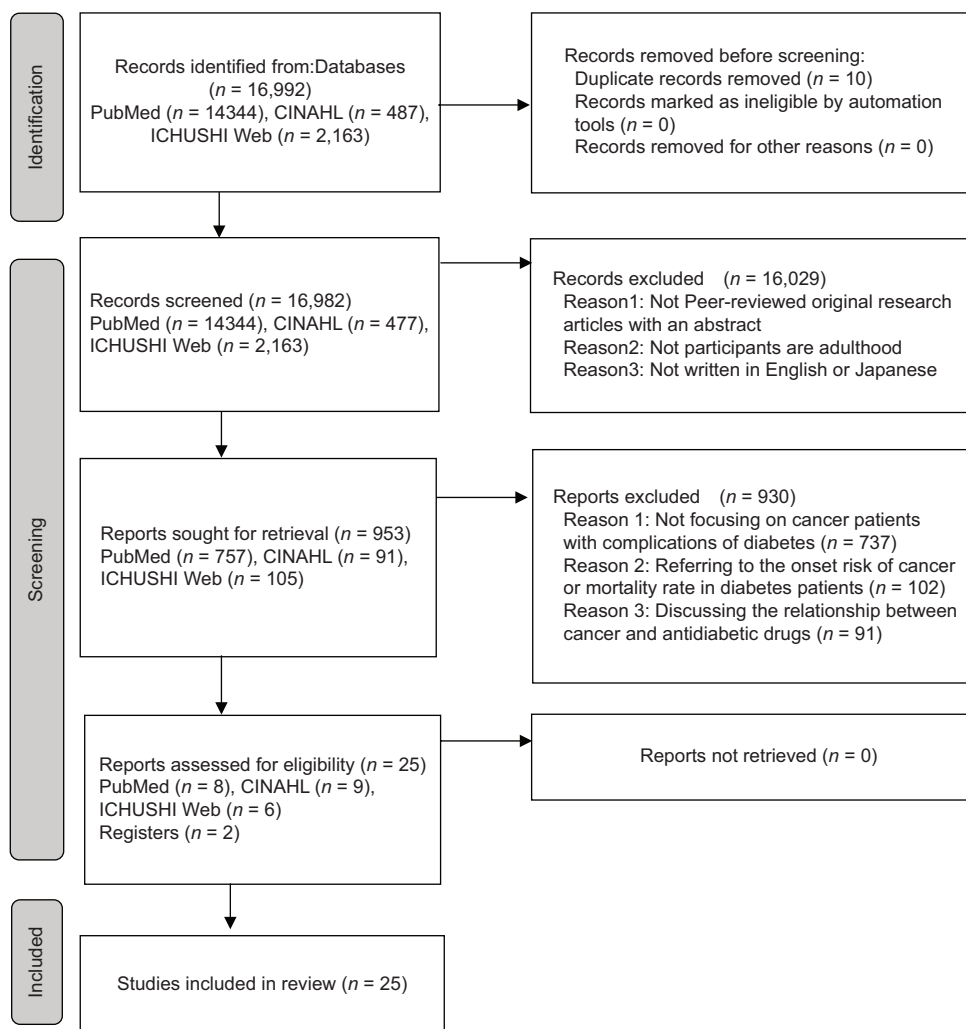 Identification
Records identified from:Databases
(n = 16,992)
PubMed (n = 14344), CINAHL (n = 487),
ICHUSHI Web (n = 2,163)
Records removed before screening:
Duplicate records removed (n = 10)
Records marked as ineligible by automation
tools (n = 0)
Records removed for other reasons (n = 0)
Screening
Records screened (n = 16,982)
PubMed (n = 14344), CINAHL (n = 477),
ICHUSHI Web (n = 2,163)
Records excluded (n = 16,029)
Reason1: Not Peer-reviewed original research
articles with an abstract
Reason2: Not participants are adulthood
Reason3: Not written in English or Japanese
Reports sought for retrieval (n = 953)
PubMed (n = 757), CINAHL (n = 91),
ICHUSHI Web (n = 105)
Reports excluded (n = 930)
Reason 1: Not focusing on cancer patients
with complications of diabetes (n = 737)
Reason 2: Referring to the onset risk of cancer
or mortality rate in diabetes patients (n = 102)
Reason 3: Discussing the relationship between
cancer and antidiabetic drugs (n = 91)
Reports assessed for eligibility (n = 25)
PubMed (n = 8), CINAHL (n = 9),
ICHUSHI Web (n = 6)
Registers (n = 2)
Reports not retrieved (n = 0)
Included
Studies included in review (n = 25)